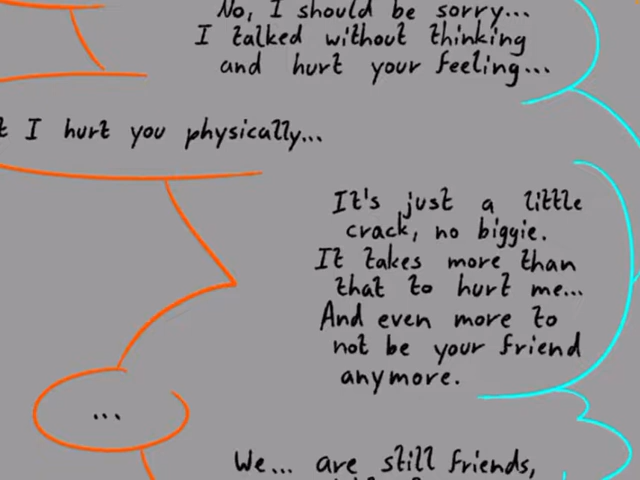 No, I should be sorry...
I talked without thinking
and hurt your feeling...
I hurt you physically...
It's just a little
crack, no biggie.
It takes more than
that to hurt me...
And even more to
not be your friend
anymore.
...
We... are still friends,